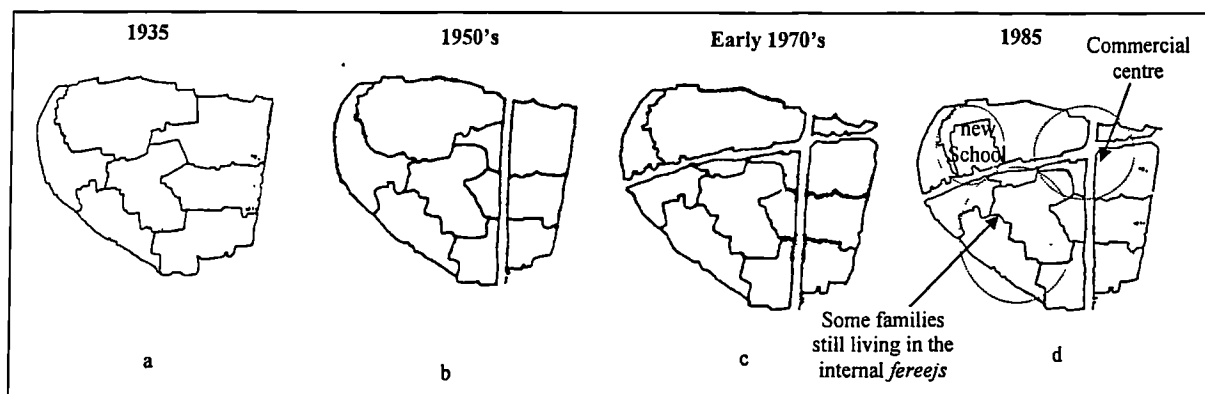 1935
1950's
Early 1970's
1985
Commercial
centre
new
School
Some families
still living in the
internal fereejs
a
b
c
d